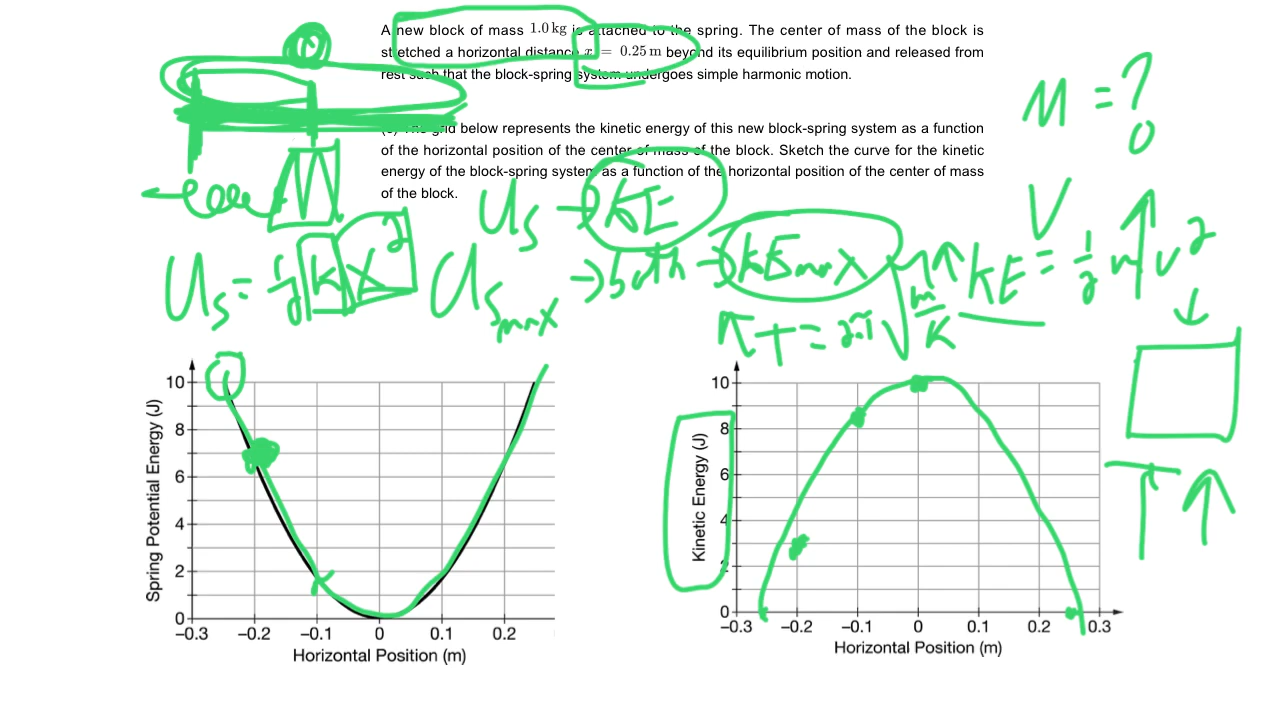 A new block of mass 1.0 kg is attached to the spring. The center of mass of the block is
stretched a horizontal distance x = 0.25 m beyond its equilibrium position and released from
rest such that the block-spring system undergoes simple harmonic motion.
M = ?
0
grid below represents the kinetic energy of this new block-spring system as a function
of the horizontal position of the center of mass of the block. Sketch the curve for the kinetic
energy of the block-spring system as a function of the horizontal position of the center of mass
of the block.
Us → KE
V
Us = 1/2 k x²
Us max → both → KE max
KE = 1/2 m v²
↑ T = 2π √ m/K
Spring Potential Energy (J)
10
8
6
4
2
0
−0.3 −0.2 −0.1 0 0.1 0.2
Horizontal Position (m)
Kinetic Energy (J)
10
8
6
4
2
0
−0.3 −0.2 −0.1 0 0.1 0.2 0.3
Horizontal Position (m)